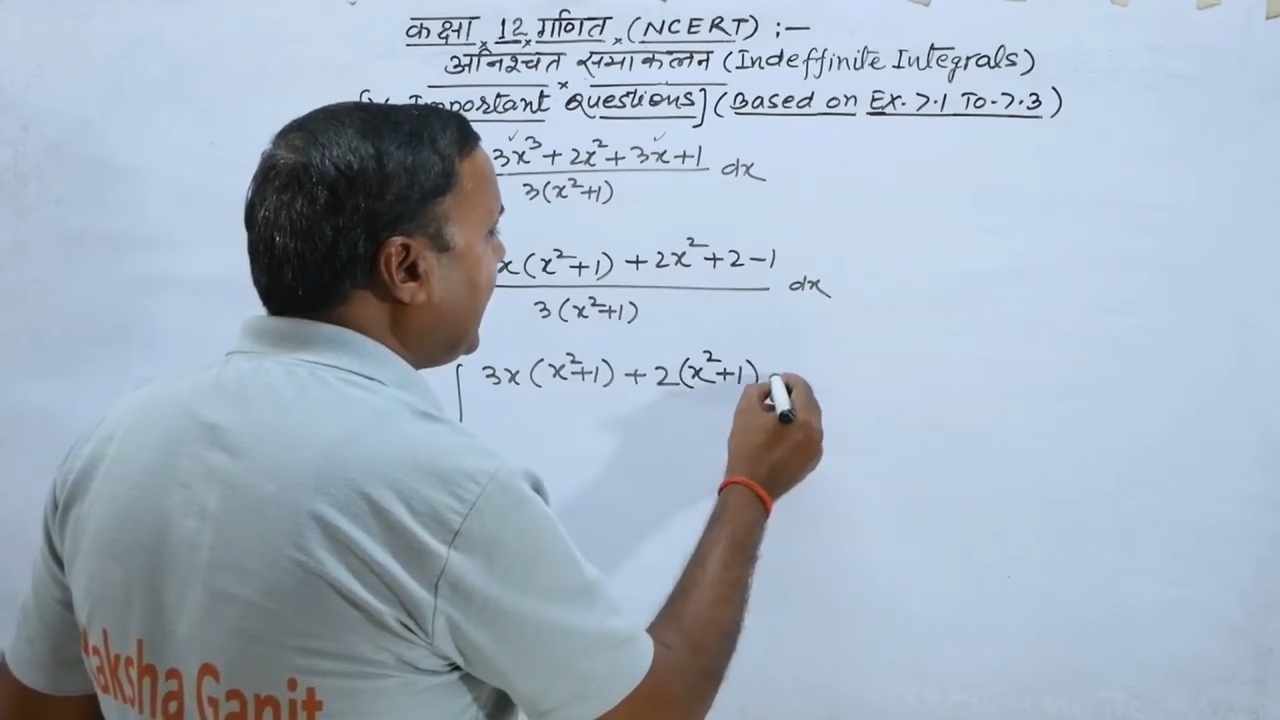 कक्षा 12 गणित (NCERT) :-
अनिश्चत समाकलन (Indeffinite Integrals)
Important Questions] (Based on Ex. 7.1 To 7.3)
3x³ + 2x² + 3x + 1
3(x²+1)
dx
x(x²+1) + 2x² + 2 - 1
3(x²+1)
dx
∫ 3x(x²+1) + 2(x²+1)
aksha Ganit